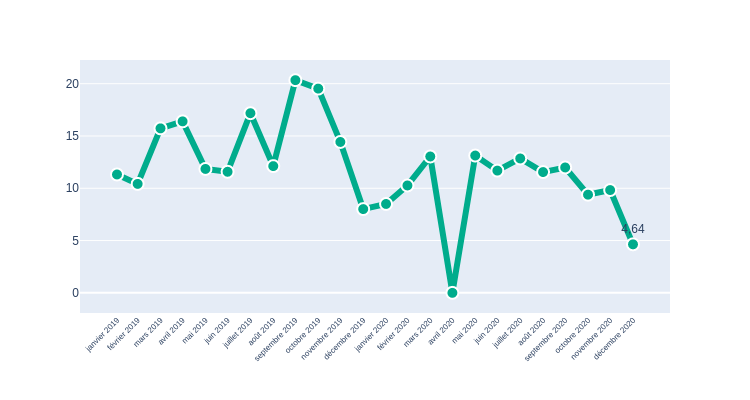 20
15
10
5
0
4.64
janvier 2019
février 2019
mars 2019
avril 2019
mai 2019
juin 2019
juillet 2019
août 2019
septembre 2019
octobre 2019
novembre 2019
décembre 2019
janvier 2020
février 2020
mars 2020
avril 2020
mai 2020
juin 2020
juillet 2020
août 2020
septembre 2020
octobre 2020
novembre 2020
décembre 2020